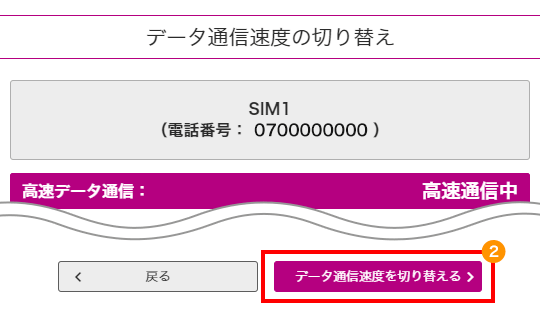 データ通信速度の切り替え
SIM1
(電話番号： 0700000000 )
高速データ通信： 高速通信中
2
戻る データ通信速度を切り替える